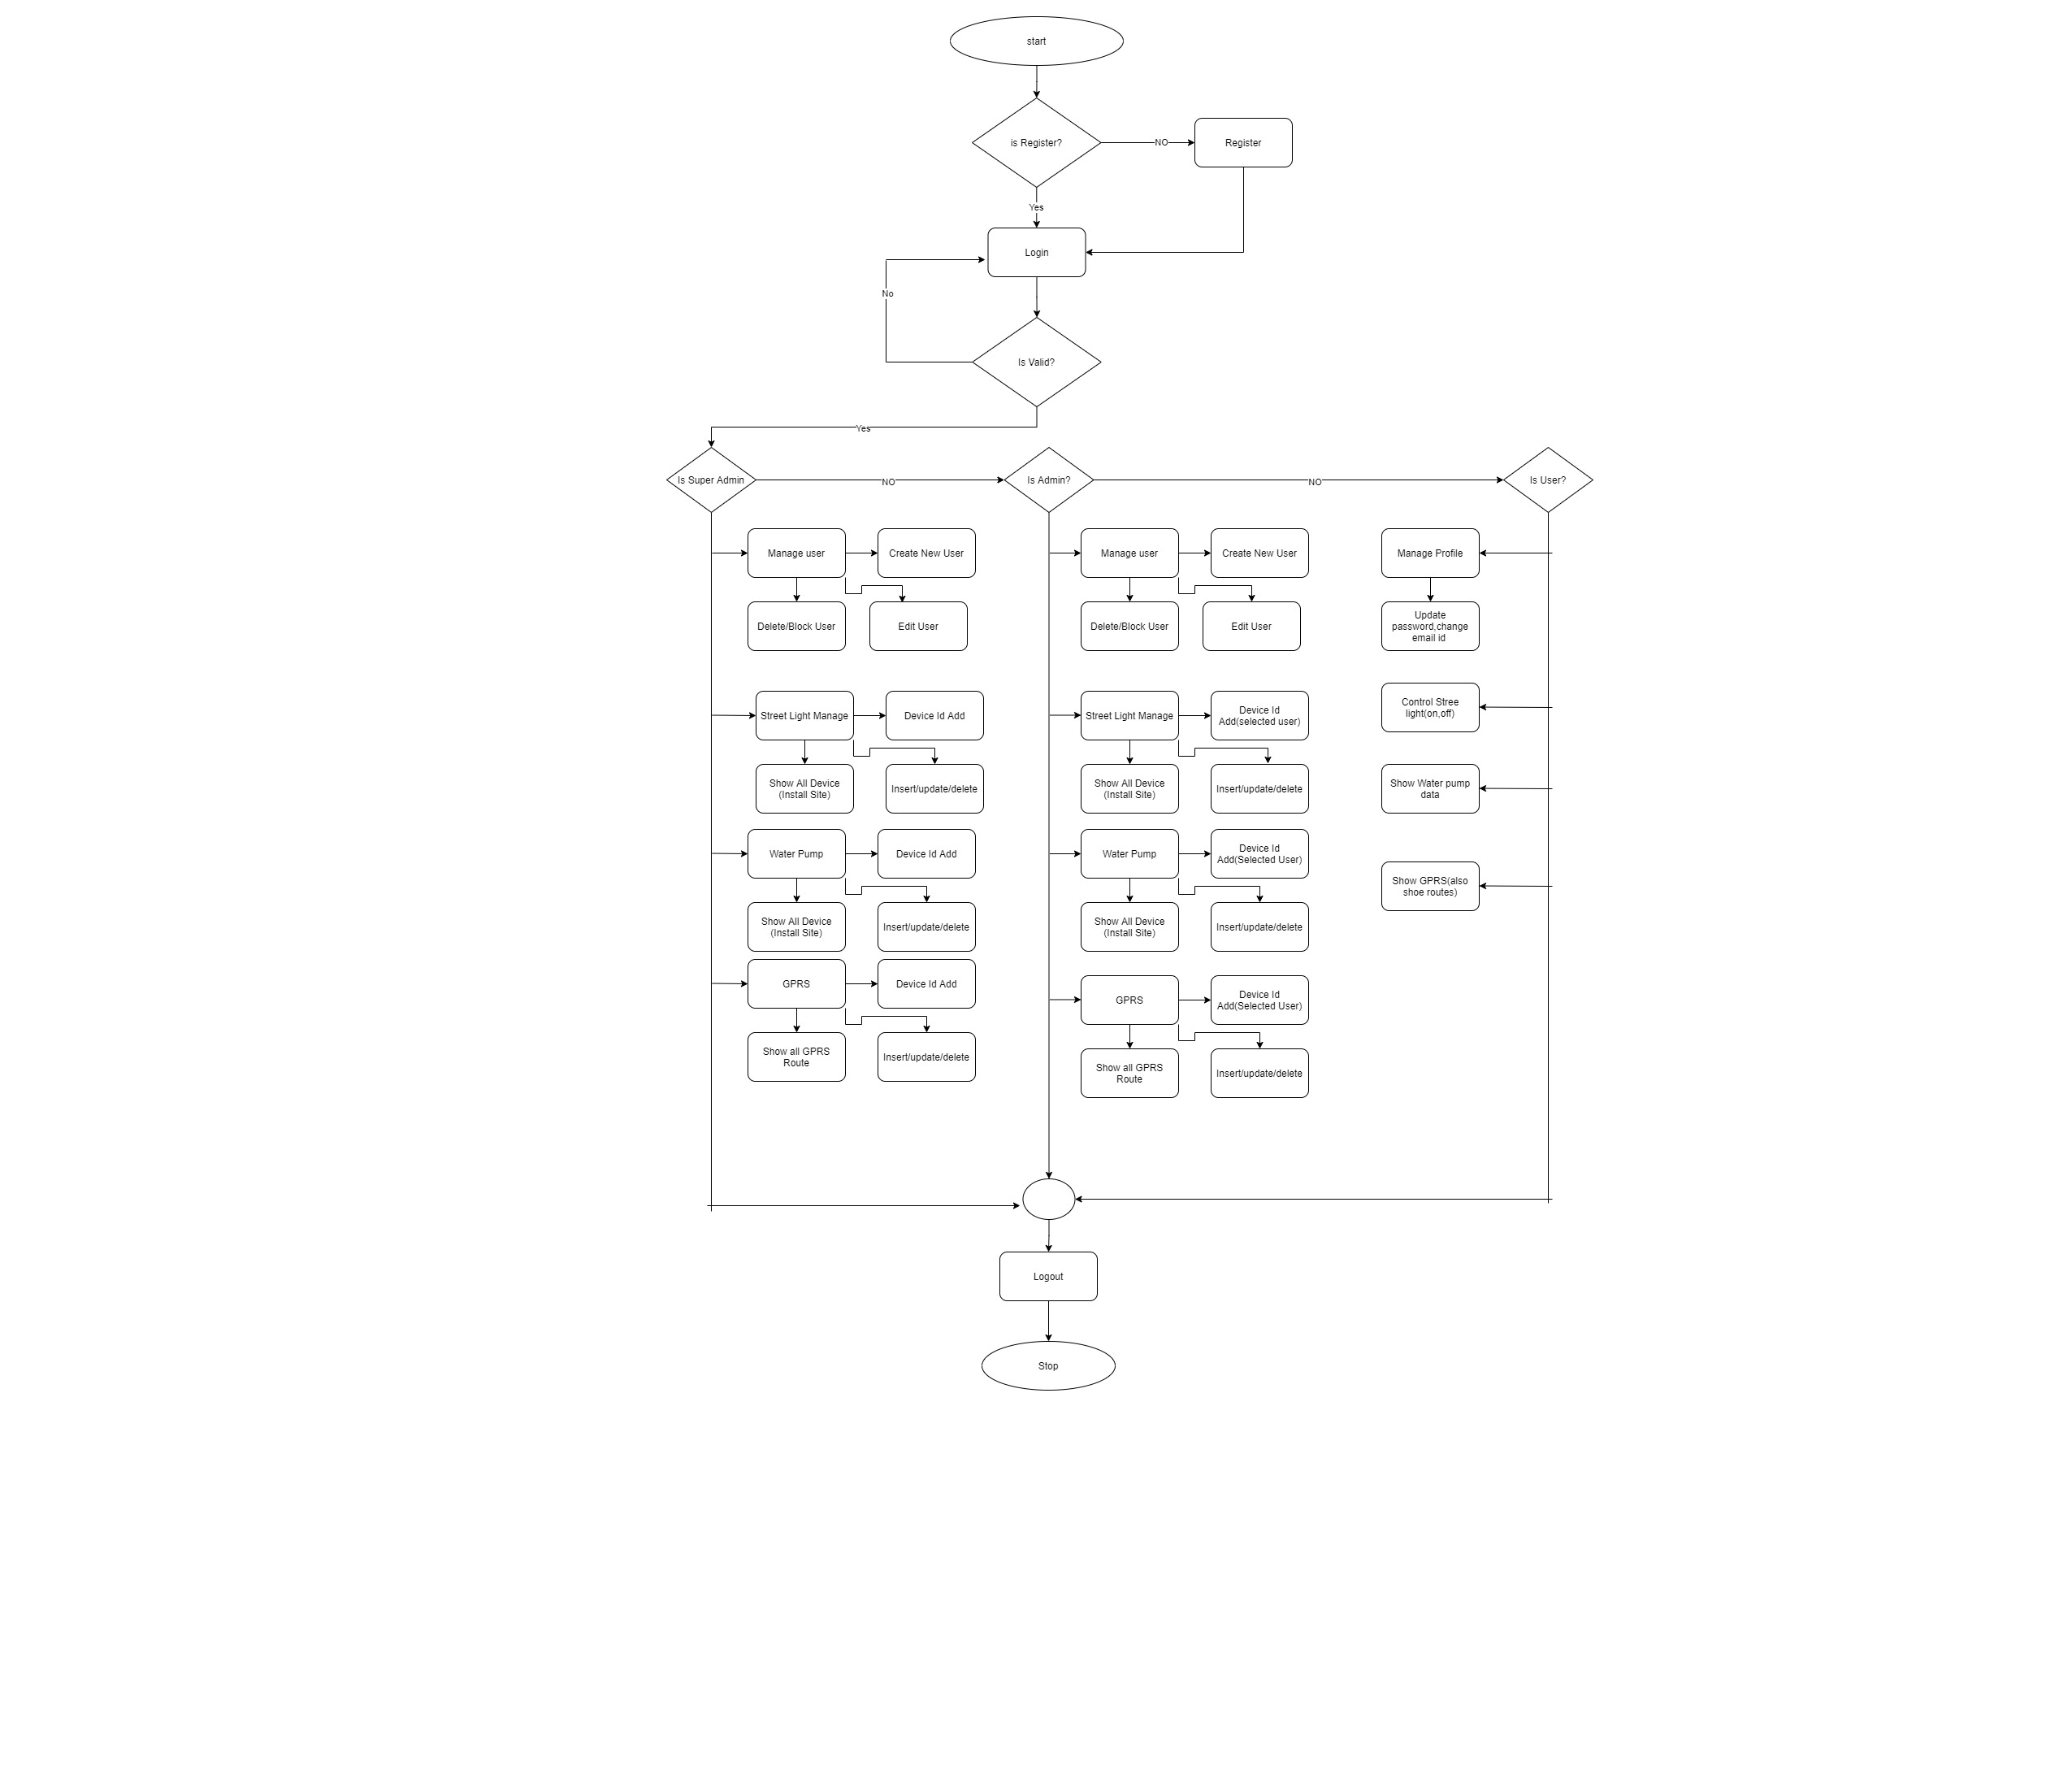 start
is Register?
NO
Register
Yes
Login
No
Is Valid?
Yes
Is Super Admin
NO
Is Admin?
NO
Is User?
Manage user
Create New User
Delete/Block User
Edit User
Street Light Manage
Device Id Add
Show All Device
(Install Site)
Insert/update/delete
Water Pump
Device Id Add
Show All Device
(Install Site)
Insert/update/delete
GPRS
Device Id Add
Show all GPRS
Route
Insert/update/delete
Manage user
Create New User
Delete/Block User
Edit User
Street Light Manage
Device Id
Add(selected user)
Show All Device
(Install Site)
Insert/update/delete
Water Pump
Device Id
Add(Selected User)
Show All Device
(Install Site)
Insert/update/delete
GPRS
Device Id
Add(Selected User)
Show all GPRS
Route
Insert/update/delete
Manage Profile
Update
password,change
email id
Control Stree
light(on,off)
Show Water pump
data
Show GPRS(also
shoe routes)
Logout
Stop